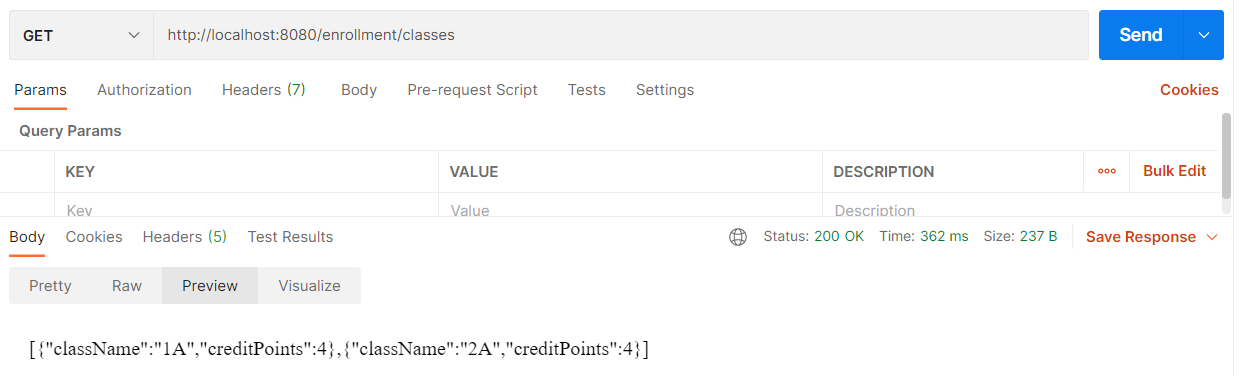 GET http://localhost:8080/enrollment/classes Send
Params Authorization Headers (7) Body Pre-request Script Tests Settings Cookies
Query Params
KEY VALUE DESCRIPTION Bulk Edit
Key Value Description
Body Cookies Headers (5) Test Results Status: 200 OK Time: 362 ms Size: 237 B Save Response
Pretty Raw Preview Visualize
[{"className":"1A","creditPoints":4},{"className":"2A","creditPoints":4}]